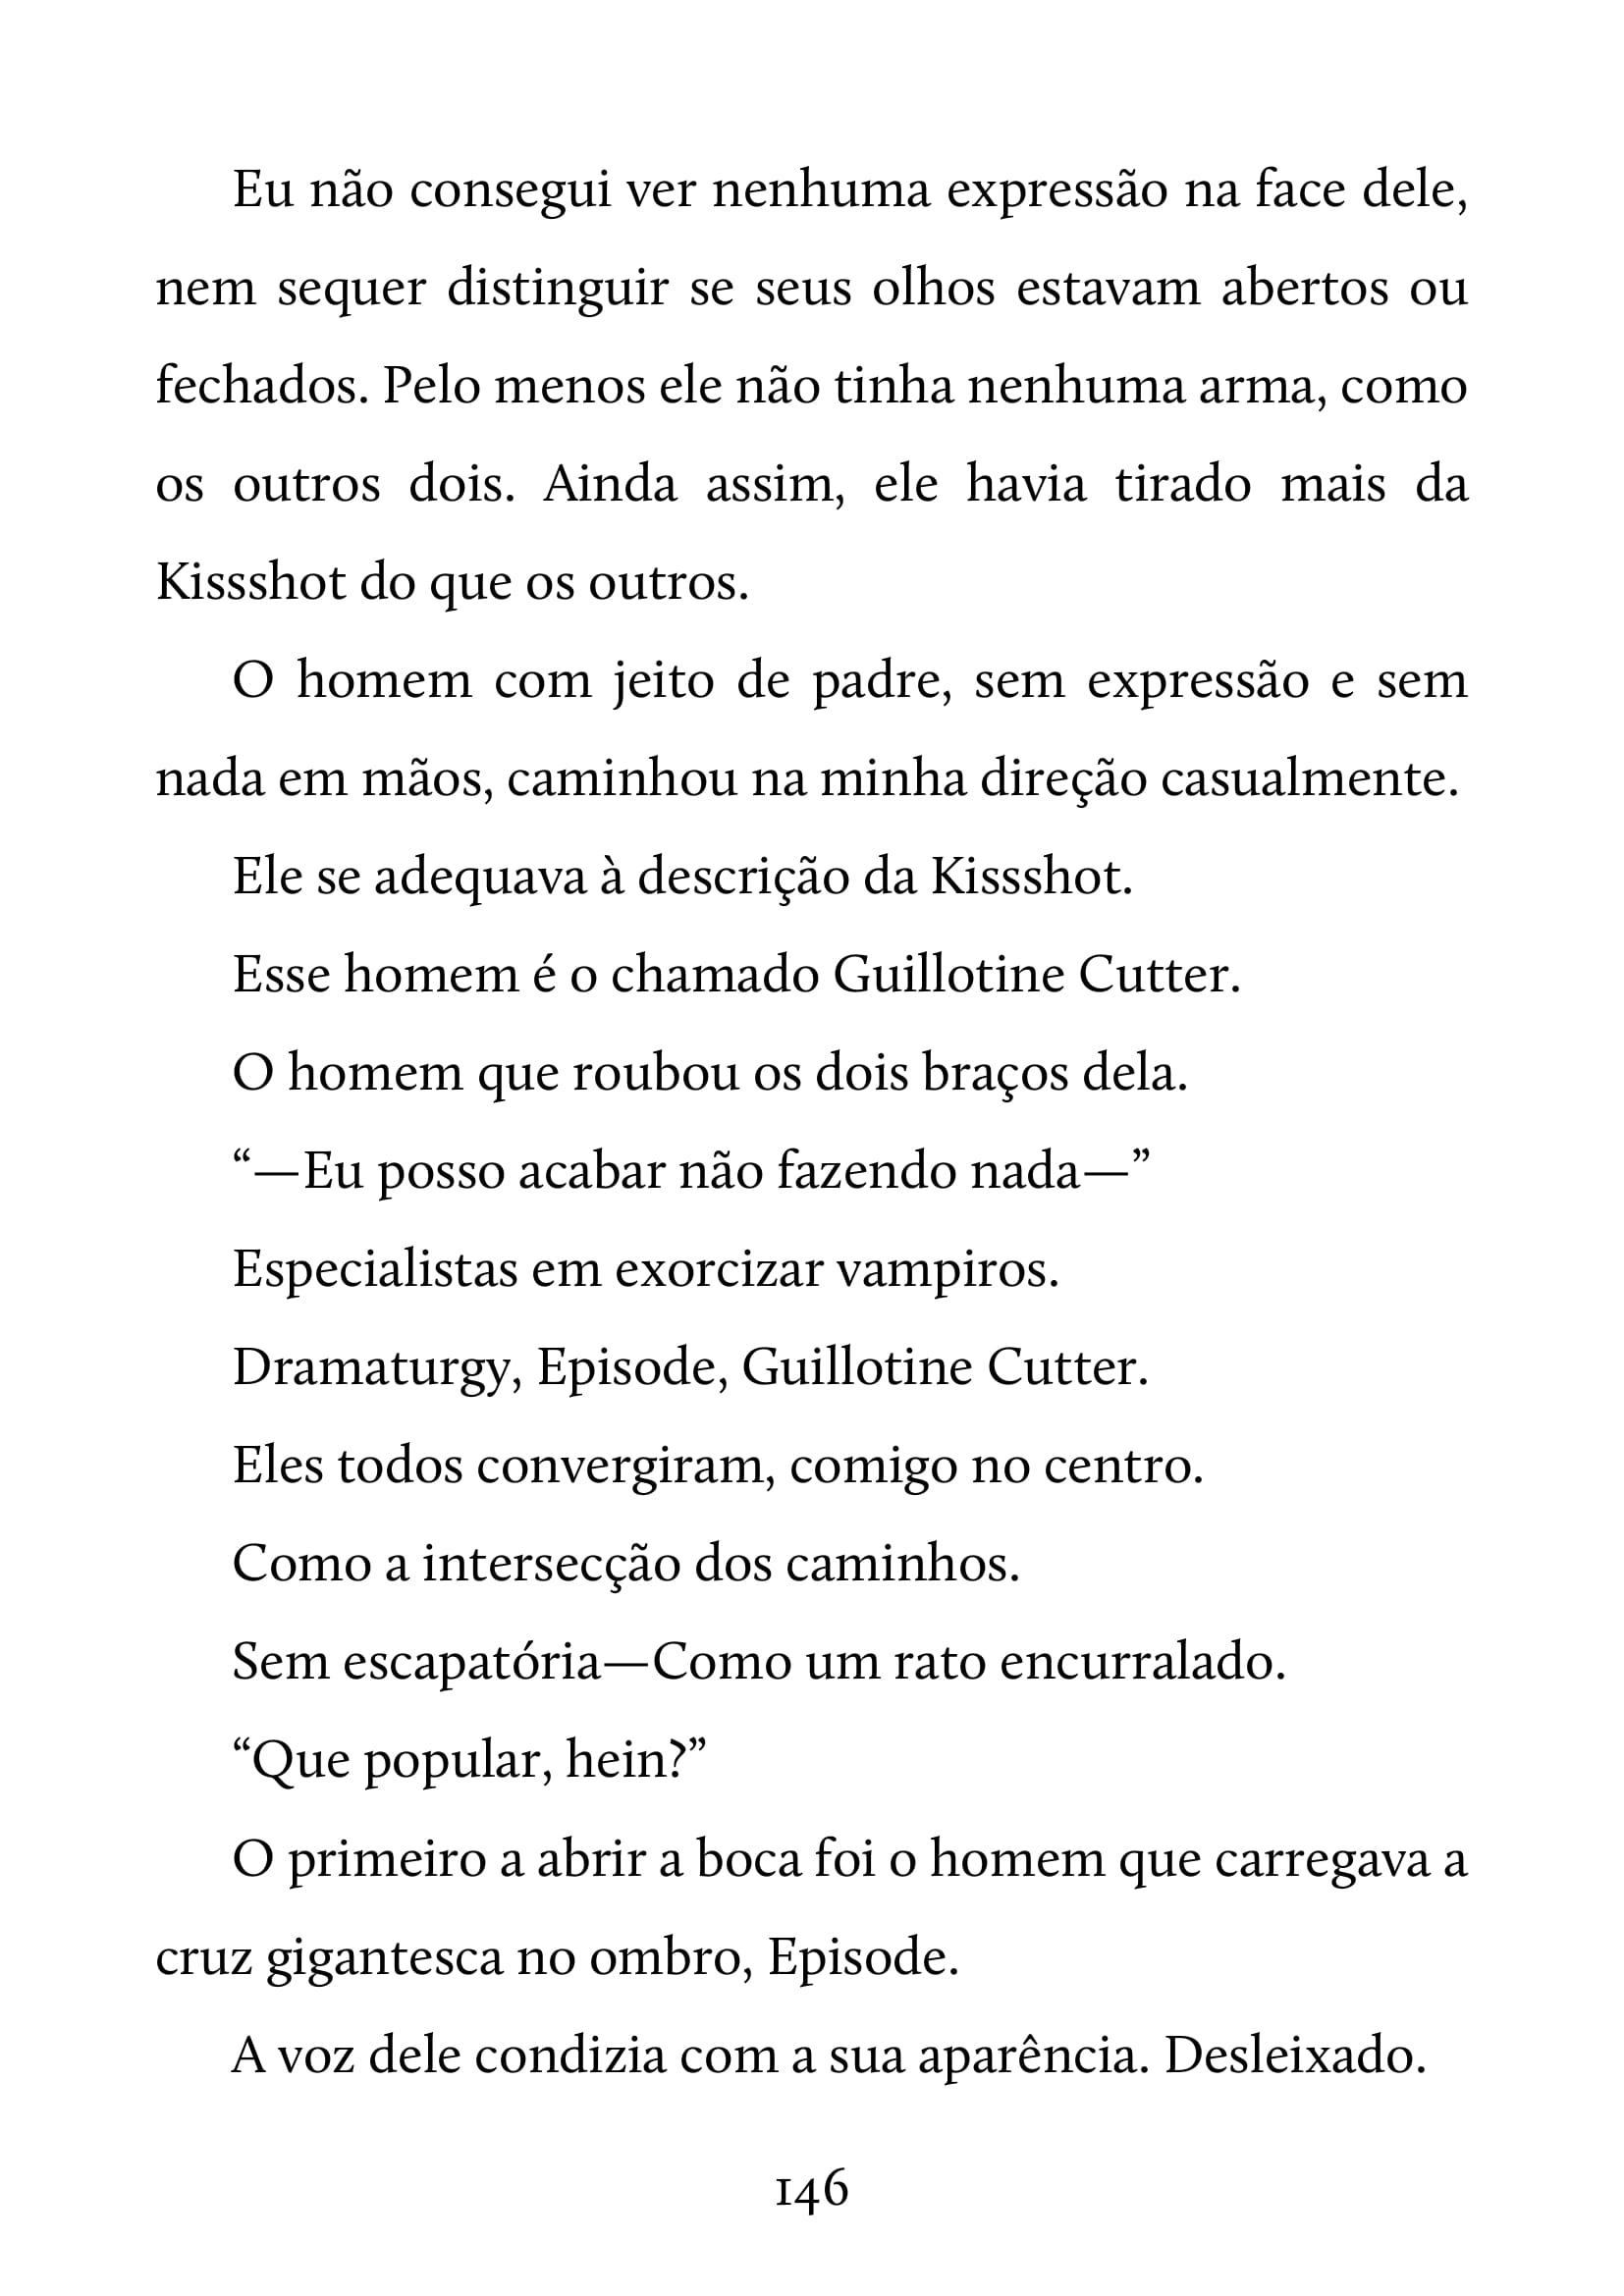 Eu não consegui ver nenhuma expressão na face dele,
nem sequer distinguir se seus olhos estavam abertos ou
fechados. Pelo menos ele não tinha nenhuma arma, como
os outros dois. Ainda assim, ele havia tirado mais da
Kissshot do que os outros.
O homem com jeito de padre, sem expressão e sem
nada em mãos, caminhou na minha direção casualmente.
Ele se adequava à descrição da Kissshot.
Esse homem é o chamado Guillotine Cutter.
O homem que roubou os dois braços dela.
“—Eu posso acabar não fazendo nada—”
Especialistas em exorcizar vampiros.
Dramaturgy, Episode, Guillotine Cutter.
Eles todos convergiram, comigo no centro.
Como a intersecção dos caminhos.
Sem escapatória—Como um rato encurralado.
“Que popular, hein?”
O primeiro a abrir a boca foi o homem que carregava a
cruz gigantesca no ombro, Episode.
A voz dele condizia com a sua aparência. Desleixado.
146